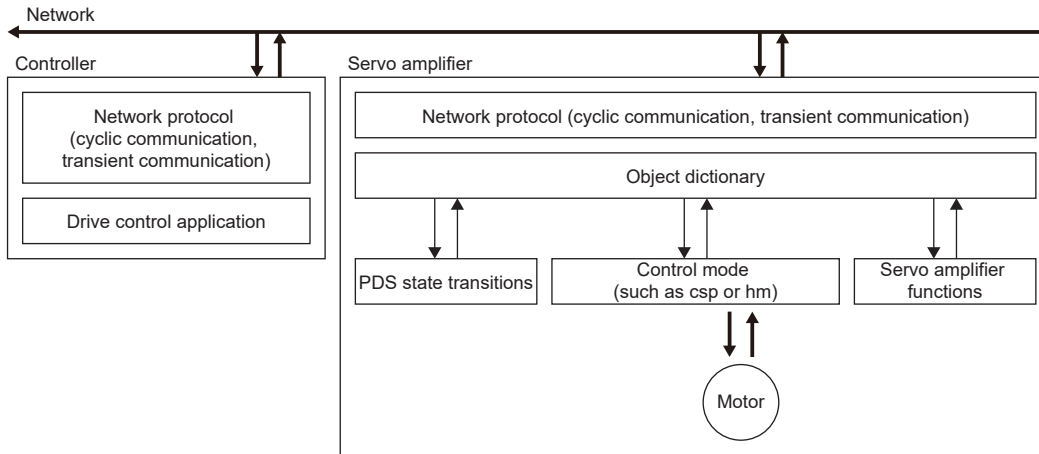 Network
Controller
Servo amplifier
Network protocol
(cyclic communication,
transient communication)
Drive control application
Network protocol (cyclic communication, transient communication)
Object dictionary
PDS state transitions
Control mode
(such as csp or hm)
Servo amplifier
functions
Motor